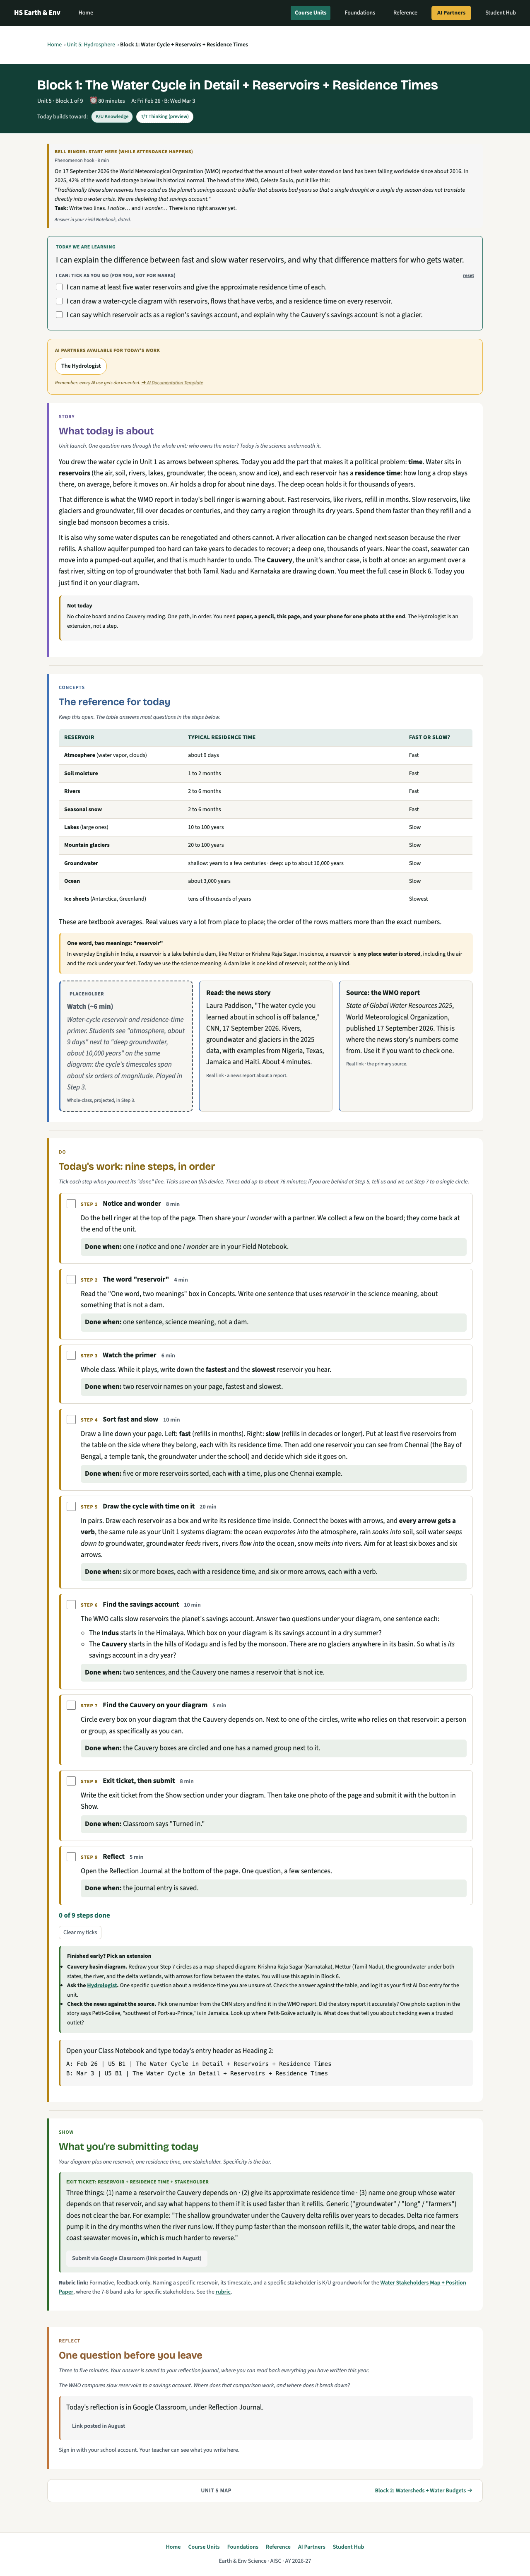 HS Earth & Env
Home
Course Units
Foundations
Reference
AI Partners
Student Hub
Home › Unit 5: Hydrosphere › Block 1: Water Cycle + Reservoirs + Residence Times
Block 1: The Water Cycle in Detail + Reservoirs + Residence Times
Unit 5 · Block 1 of 9 80 minutes A: Fri Feb 26 · B: Wed Mar 3
Today builds toward: K/U Knowledge T/T Thinking (preview)
BELL RINGER: START HERE (WHILE ATTENDANCE HAPPENS)
Phenomenon hook · 8 min
On 17 September 2026 the World Meteorological Organization (WMO) reported that the amount of fresh water stored on land has been falling worldwide since about 2016. In
2025, 42% of the world sat outside its historical normal. The head of the WMO, Celeste Saulo, put it like this:
"Traditionally these slow reserves have acted as the planet's savings account: a buffer that absorbs bad years so that a single drought or a single dry season does not translate
directly into a water crisis. We are depleting that savings account."
Task: Write two lines. I notice… and I wonder… There is no right answer yet.
Answer in your Field Notebook, dated.
TODAY WE ARE LEARNING
I can explain the difference between fast and slow water reservoirs, and why that difference matters for who gets water.
I CAN: TICK AS YOU GO (FOR YOU, NOT FOR MARKS)
reset
I can name at least five water reservoirs and give the approximate residence time of each.
I can draw a water-cycle diagram with reservoirs, flows that have verbs, and a residence time on every reservoir.
I can say which reservoir acts as a region's savings account, and explain why the Cauvery's savings account is not a glacier.
AI PARTNERS AVAILABLE FOR TODAY'S WORK
The Hydrologist
Remember: every AI use gets documented. → AI Documentation Template
STORY
What today is about
Unit launch. One question runs through the whole unit: who owns the water? Today is the science underneath it.
You drew the water cycle in Unit 1 as arrows between spheres. Today you add the part that makes it a political problem: time. Water sits in
reservoirs (the air, soil, rivers, lakes, groundwater, the ocean, snow and ice), and each reservoir has a residence time: how long a drop stays
there, on average, before it moves on. Air holds a drop for about nine days. The deep ocean holds it for thousands of years.
That difference is what the WMO report in today's bell ringer is warning about. Fast reservoirs, like rivers, refill in months. Slow reservoirs, like
glaciers and groundwater, fill over decades or centuries, and they carry a region through its dry years. Spend them faster than they refill and a
single bad monsoon becomes a crisis.
It is also why some water disputes can be renegotiated and others cannot. A river allocation can be changed next season because the river
refills. A shallow aquifer pumped too hard can take years to decades to recover; a deep one, thousands of years. Near the coast, seawater can
move into a pumped-out aquifer, and that is much harder to undo. The Cauvery, the unit's anchor case, is both at once: an argument over a
fast river, sitting on top of groundwater that both Tamil Nadu and Karnataka are drawing down. You meet the full case in Block 6. Today you
just find it on your diagram.
Not today
No choice board and no Cauvery reading. One path, in order. You need paper, a pencil, this page, and your phone for one photo at the end. The Hydrologist is an
extension, not a step.
CONCEPTS
The reference for today
Keep this open. The table answers most questions in the steps below.
RESERVOIR TYPICAL RESIDENCE TIME FAST OR SLOW?
Atmosphere (water vapor, clouds) about 9 days Fast
Soil moisture 1 to 2 months Fast
Rivers 2 to 6 months Fast
Seasonal snow 2 to 6 months Fast
Lakes (large ones) 10 to 100 years Slow
Mountain glaciers 20 to 100 years Slow
Groundwater shallow: years to a few centuries · deep: up to about 10,000 years Slow
Ocean about 3,000 years Slow
Ice sheets (Antarctica, Greenland) tens of thousands of years Slowest
These are textbook averages. Real values vary a lot from place to place; the order of the rows matters more than the exact numbers.
One word, two meanings: "reservoir"
In everyday English in India, a reservoir is a lake behind a dam, like Mettur or Krishna Raja Sagar. In science, a reservoir is any place water is stored, including the air
and the rock under your feet. Today we use the science meaning. A dam lake is one kind of reservoir, not the only kind.
PLACEHOLDER
Watch (~6 min)
Water-cycle reservoir and residence-time
primer. Students see "atmosphere, about
9 days" next to "deep groundwater,
about 10,000 years" on the same
diagram: the cycle's timescales span
about six orders of magnitude. Played in
Step 3.
Whole-class, projected, in Step 3.
Read: the news story
Laura Paddison, "The water cycle you
learned about in school is off balance,"
CNN, 17 September 2026. Rivers,
groundwater and glaciers in the 2025
data, with examples from Nigeria, Texas,
Jamaica and Haiti. About 4 minutes.
Real link · a news report about a report.
Source: the WMO report
State of Global Water Resources 2025,
World Meteorological Organization,
published 17 September 2026. This is
where the news story's numbers come
from. Use it if you want to check one.
Real link · the primary source.
DO
Today's work: nine steps, in order
Tick each step when you meet its "done" line. Ticks save on this device. Times add up to about 76 minutes; if you are behind at Step 5, tell us and we cut Step 7 to a single circle.
STEP 1 Notice and wonder 8 min
Do the bell ringer at the top of the page. Then share your I wonder with a partner. We collect a few on the board; they come back at
the end of the unit.
Done when: one I notice and one I wonder are in your Field Notebook.
STEP 2 The word "reservoir" 4 min
Read the "One word, two meanings" box in Concepts. Write one sentence that uses reservoir in the science meaning, about
something that is not a dam.
Done when: one sentence, science meaning, not a dam.
STEP 3 Watch the primer 6 min
Whole class. While it plays, write down the fastest and the slowest reservoir you hear.
Done when: two reservoir names on your page, fastest and slowest.
STEP 4 Sort fast and slow 10 min
Draw a line down your page. Left: fast (refills in months). Right: slow (refills in decades or longer). Put at least five reservoirs from
the table on the side where they belong, each with its residence time. Then add one reservoir you can see from Chennai (the Bay of
Bengal, a temple tank, the groundwater under the school) and decide which side it goes on.
Done when: five or more reservoirs sorted, each with a time, plus one Chennai example.
STEP 5 Draw the cycle with time on it 20 min
In pairs. Draw each reservoir as a box and write its residence time inside. Connect the boxes with arrows, and every arrow gets a
verb, the same rule as your Unit 1 systems diagram: the ocean evaporates into the atmosphere, rain soaks into soil, soil water seeps
down to groundwater, groundwater feeds rivers, rivers flow into the ocean, snow melts into rivers. Aim for at least six boxes and six
arrows.
Done when: six or more boxes, each with a residence time, and six or more arrows, each with a verb.
STEP 6 Find the savings account 10 min
The WMO calls slow reservoirs the planet's savings account. Answer two questions under your diagram, one sentence each:
The Indus starts in the Himalaya. Which box on your diagram is its savings account in a dry summer?
The Cauvery starts in the hills of Kodagu and is fed by the monsoon. There are no glaciers anywhere in its basin. So what is its
savings account in a dry year?
Done when: two sentences, and the Cauvery one names a reservoir that is not ice.
STEP 7 Find the Cauvery on your diagram 5 min
Circle every box on your diagram that the Cauvery depends on. Next to one of the circles, write who relies on that reservoir: a person
or group, as specifically as you can.
Done when: the Cauvery boxes are circled and one has a named group next to it.
STEP 8 Exit ticket, then submit 8 min
Write the exit ticket from the Show section under your diagram. Then take one photo of the page and submit it with the button in
Show.
Done when: Classroom says "Turned in."
STEP 9 Reflect 5 min
Open the Reflection Journal at the bottom of the page. One question, a few sentences.
Done when: the journal entry is saved.
0 of 9 steps done
Clear my ticks
Finished early? Pick an extension
Cauvery basin diagram. Redraw your Step 7 circles as a map-shaped diagram: Krishna Raja Sagar (Karnataka), Mettur (Tamil Nadu), the groundwater under both
states, the river, and the delta wetlands, with arrows for flow between the states. You will use this again in Block 6.
Ask the Hydrologist. One specific question about a residence time you are unsure of. Check the answer against the table, and log it as your first AI Doc entry for the
unit.
Check the news against the source. Pick one number from the CNN story and find it in the WMO report. Did the story report it accurately? One photo caption in the
story says Petit-Goâve, "southwest of Port-au-Prince," is in Jamaica. Look up where Petit-Goâve actually is. What does that tell you about checking even a trusted
outlet?
Open your Class Notebook and type today's entry header as Heading 2:
A: Feb 26 | U5 B1 | The Water Cycle in Detail + Reservoirs + Residence Times
B: Mar 3 | U5 B1 | The Water Cycle in Detail + Reservoirs + Residence Times
SHOW
What you're submitting today
Your diagram plus one reservoir, one residence time, one stakeholder. Specificity is the bar.
EXIT TICKET: RESERVOIR + RESIDENCE TIME + STAKEHOLDER
Three things: (1) name a reservoir the Cauvery depends on · (2) give its approximate residence time · (3) name one group whose water
depends on that reservoir, and say what happens to them if it is used faster than it refills. Generic ("groundwater" / "long" / "farmers")
does not clear the bar. For example: "The shallow groundwater under the Cauvery delta refills over years to decades. Delta rice farmers
pump it in the dry months when the river runs low. If they pump faster than the monsoon refills it, the water table drops, and near the
coast seawater moves in, which is much harder to reverse."
Submit via Google Classroom (link posted in August)
Rubric link: Formative, feedback only. Naming a specific reservoir, its timescale, and a specific stakeholder is K/U groundwork for the Water Stakeholders Map + Position
Paper, where the 7-8 band asks for specific stakeholders. See the rubric.
REFLECT
One question before you leave
Three to five minutes. Your answer is saved to your reflection journal, where you can read back everything you have written this year.
The WMO compares slow reservoirs to a savings account. Where does that comparison work, and where does it break down?
Today's reflection is in Google Classroom, under Reflection Journal.
Link posted in August
Sign in with your school account. Your teacher can see what you write here.
UNIT 5 MAP
Block 2: Watersheds + Water Budgets →
Home Course Units Foundations Reference AI Partners Student Hub
Earth & Env Science · AISC · AY 2026-27